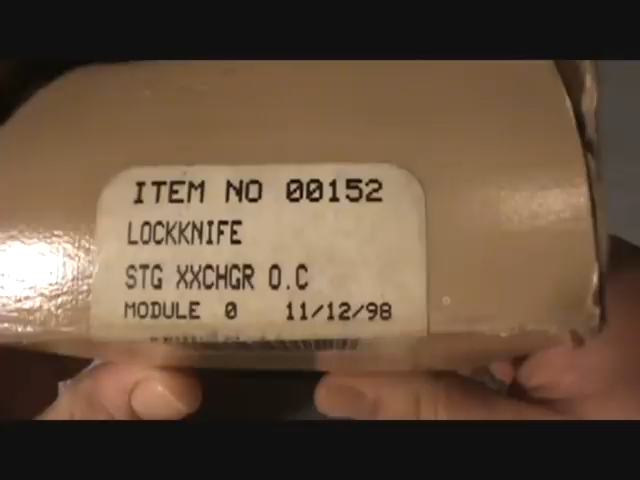 ITEM NO 00152
LOCKKNIFE
STG XXCHGR O.C
MODULE 0 11/12/98